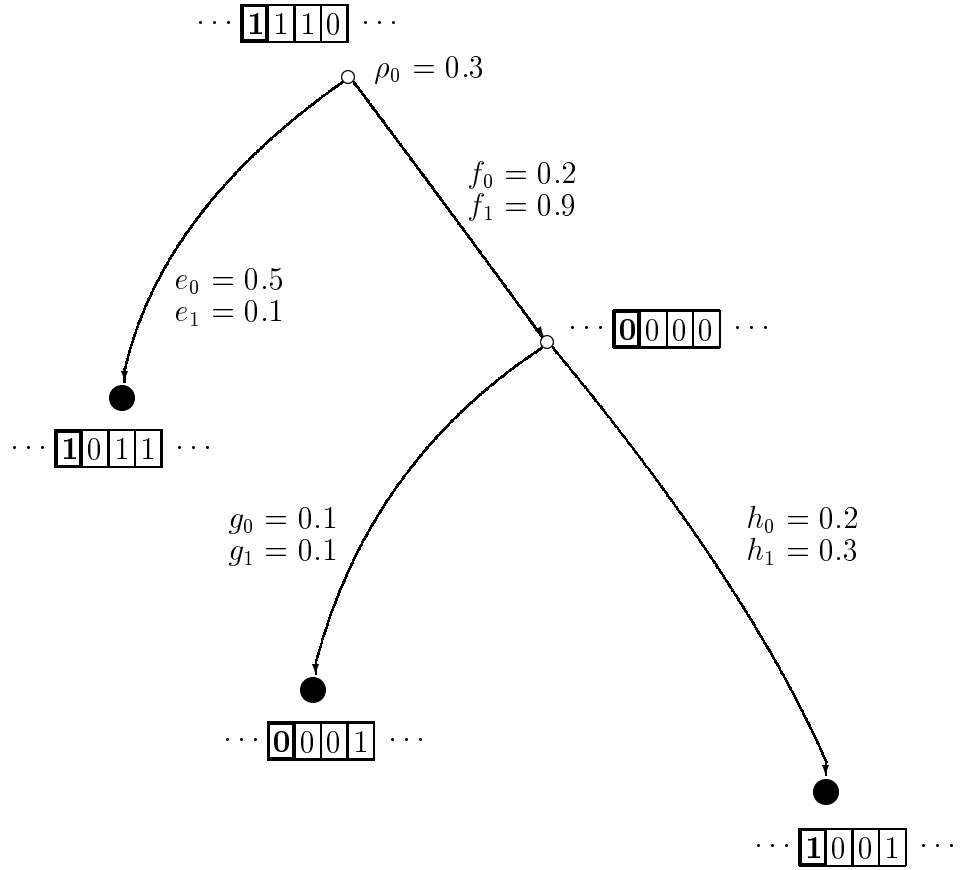 ··· 1 1 1 0 ···
ρ₀ = 0.3
f₀ = 0.2
f₁ = 0.9
e₀ = 0.5
e₁ = 0.1
··· 0 0 0 0 ···
··· 1 0 1 1 ···
g₀ = 0.1
g₁ = 0.1
h₀ = 0.2
h₁ = 0.3
··· 0 0 0 1 ···
··· 1 0 0 1 ···